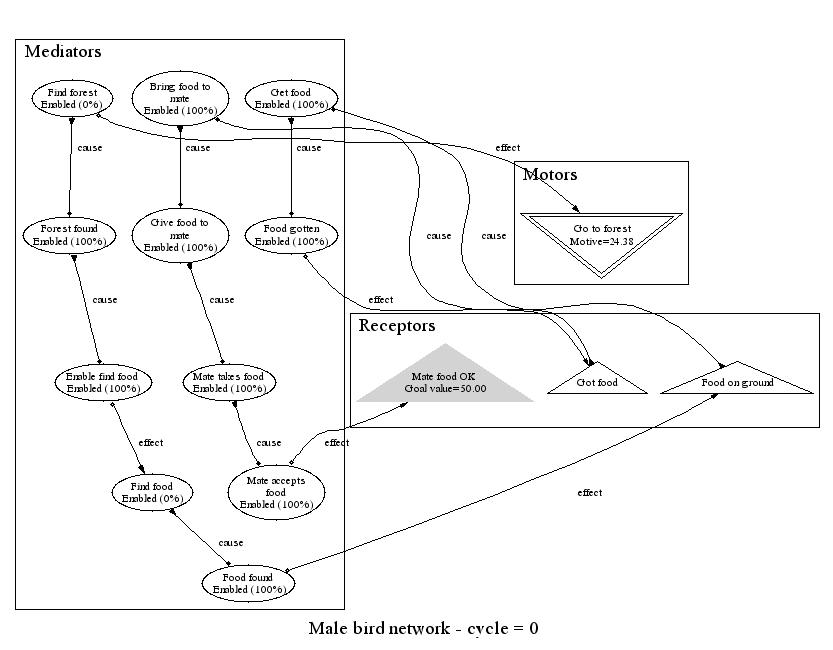 Mediators
Find forest
Enabled (0%)
Bring food to
mate
Enabled (100%)
Get food
Enabled (100%)
cause
cause
cause
effect
Motors
Go to forest
Motive=24.38
Forest found
Enabled (100%)
Give food to
mate
Enabled (100%)
Food gotten
Enabled (100%)
cause
cause
cause
cause
effect
Receptors
Mate food OK
Goal value=50.00
Got food
Food on ground
Enable find food
Enabled (100%)
Mate takes food
Enabled (100%)
effect
cause
effect
Find food
Enabled (0%)
Mate accepts
food
Enabled (100%)
effect
cause
Food found
Enabled (100%)
Male bird network - cycle = 0